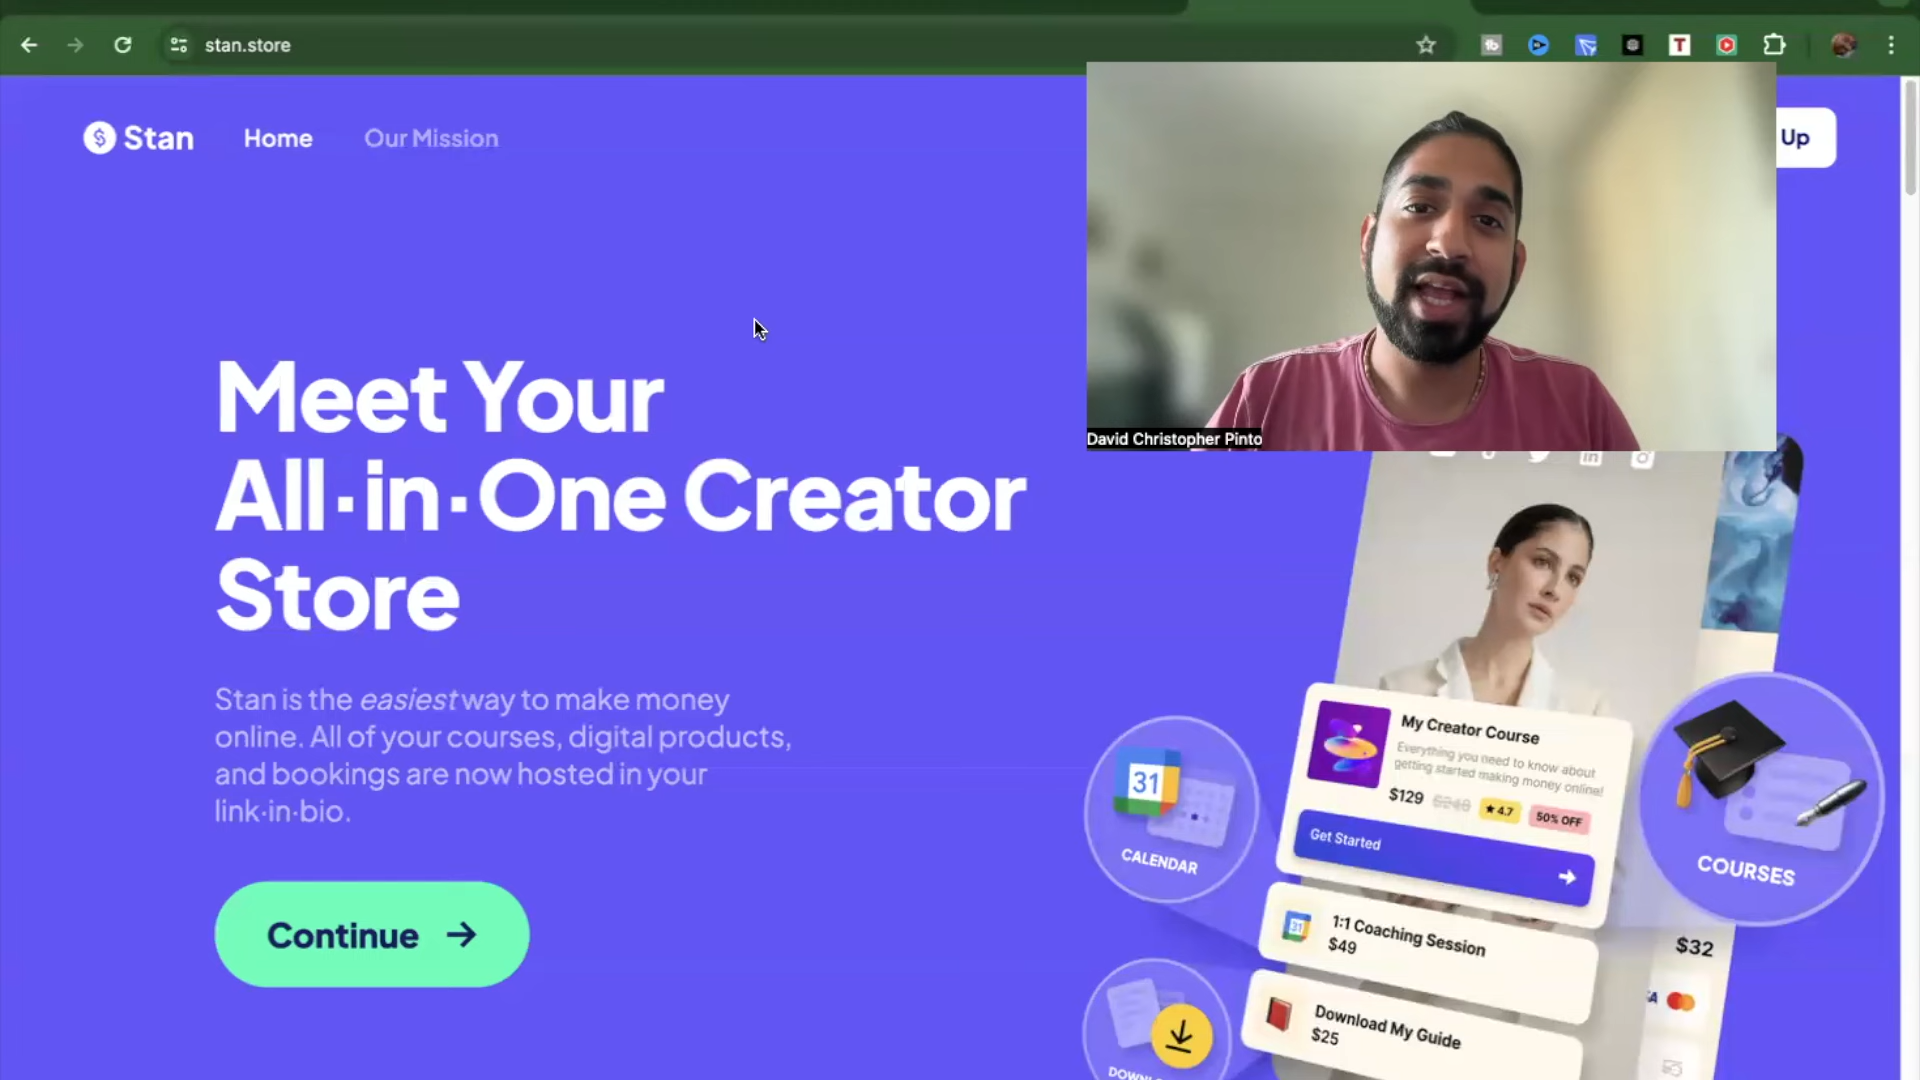 stan.store
Stan
Home
Our Mission
Up
David Christopher Pinto
Meet Your
All·in·One Creator
Store
Stan is the easiest way to make money
online. All of your courses, digital products,
and bookings are now hosted in your
link·in·bio.
Continue
My Creator Course
Everything you need to know about
getting started making money online!
$129 $248 ★ 4.7 50% OFF
Get Started
31
CALENDAR
COURSES
31
1:1 Coaching Session
$49
$32
Download My Guide
$25